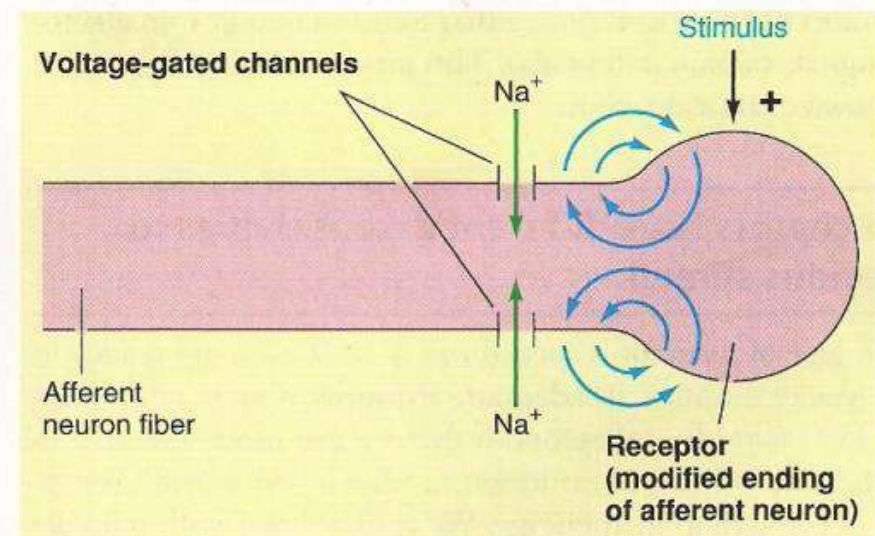 Stimulus
Voltage-gated channels
Na⁺
+
Afferent
neuron fiber
Na⁺
Receptor
(modified ending
of afferent neuron)